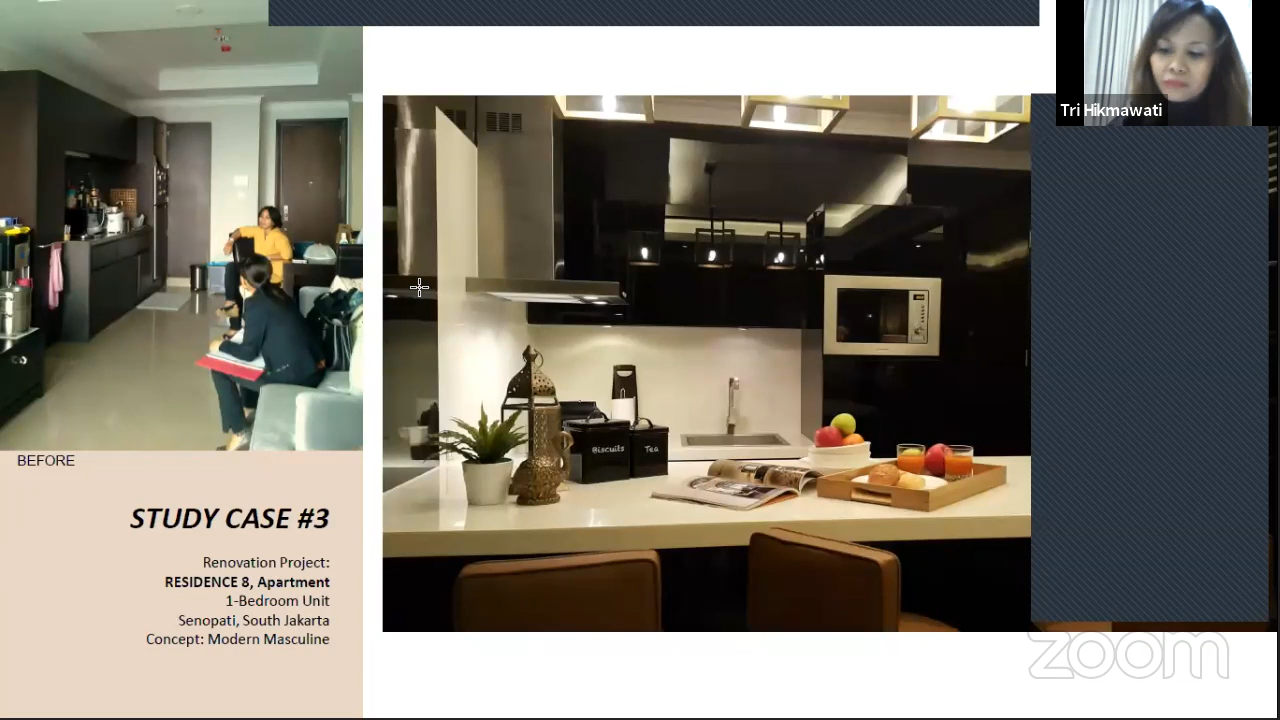 Tri Hikmawati
BEFORE
STUDY CASE #3
Renovation Project:
RESIDENCE 8, Apartment
1-Bedroom Unit
Senopati, South Jakarta
Concept: Modern Masculine
Biscuits
Tea
zoom